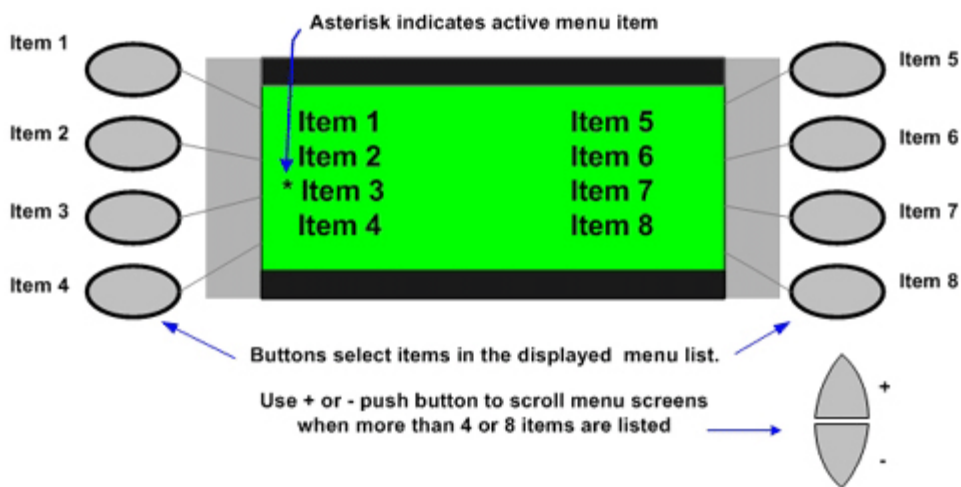 Asterisk indicates active menu item
Item 1
Item 2
Item 3
Item 4
Item 1
Item 2
* Item 3
Item 4
Item 5
Item 6
Item 7
Item 8
Item 5
Item 6
Item 7
Item 8
Buttons select items in the displayed menu list.
Use + or - push button to scroll menu screens
when more than 4 or 8 items are listed
+
-